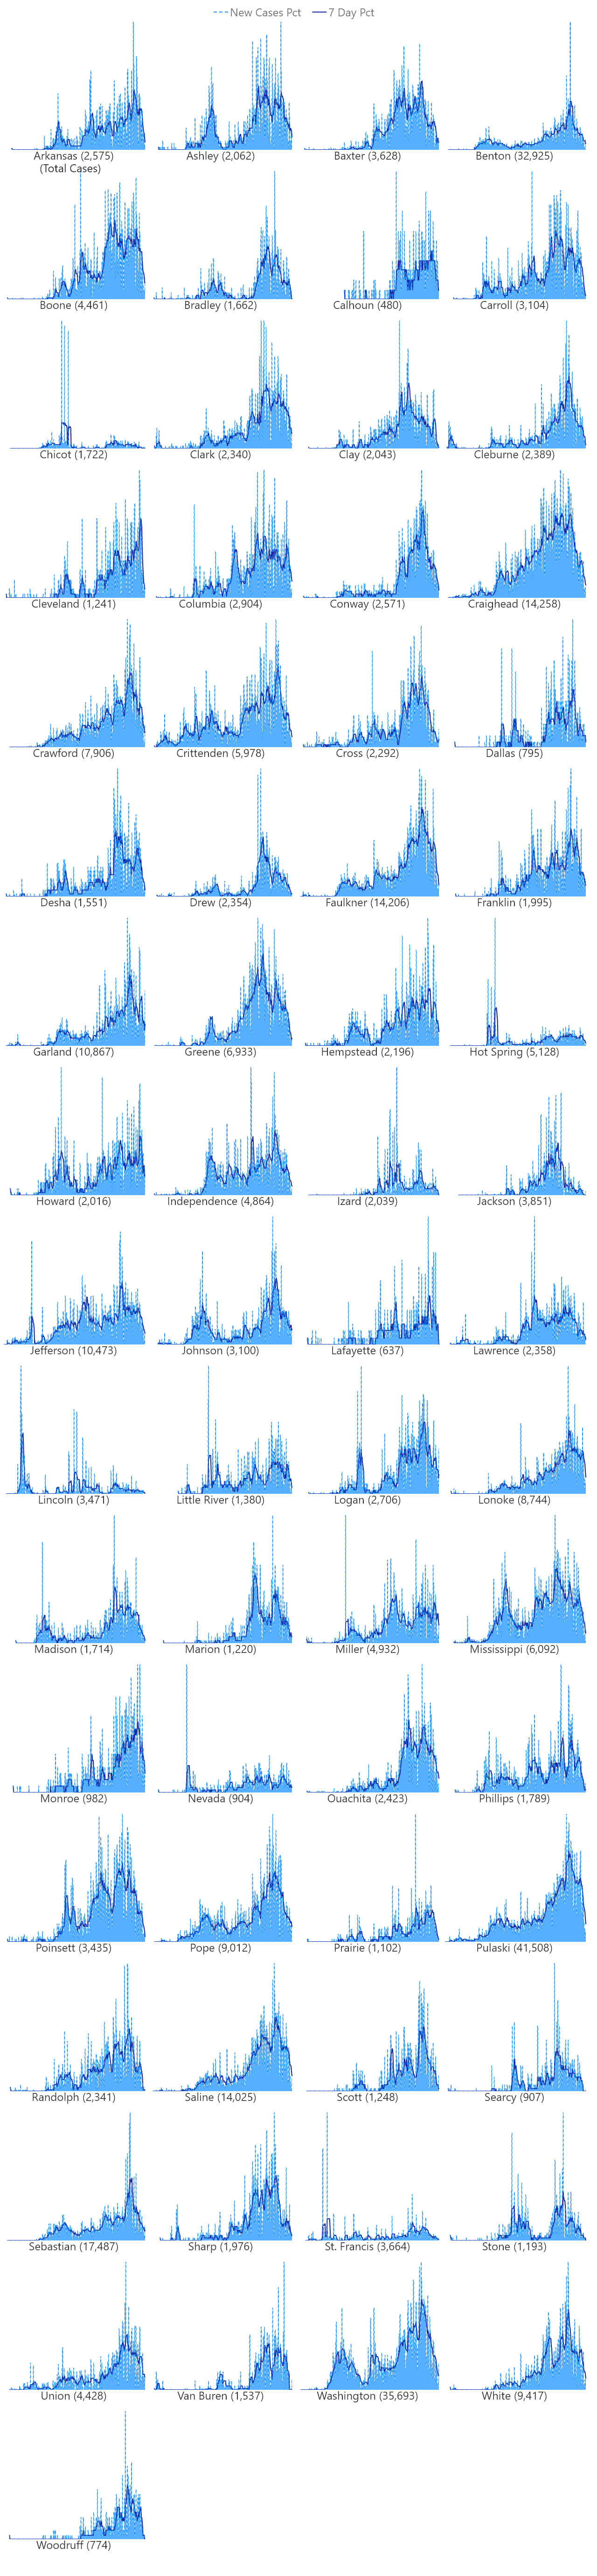 New Cases Pct 7 Day Pct
Arkansas (2,575) Ashley (2,062) Baxter (3,628) Benton (32,925)
(Total Cases)
Boone (4,461) Bradley (1,662) Calhoun (480) Carroll (3,104)
Chicot (1,722) Clark (2,340) Clay (2,043) Cleburne (2,389)
Cleveland (1,241) Columbia (2,904) Conway (2,571) Craighead (14,258)
Crawford (7,906) Crittenden (5,978) Cross (2,292) Dallas (795)
Desha (1,551) Drew (2,354) Faulkner (14,206) Franklin (1,995)
Garland (10,867) Greene (6,933) Hempstead (2,196) Hot Spring (5,128)
Howard (2,016) Independence (4,864) Izard (2,039) Jackson (3,851)
Jefferson (10,473) Johnson (3,100) Lafayette (637) Lawrence (2,358)
Lincoln (3,471) Little River (1,380) Logan (2,706) Lonoke (8,744)
Madison (1,714) Marion (1,220) Miller (4,932) Mississippi (6,092)
Monroe (982) Nevada (904) Ouachita (2,423) Phillips (1,789)
Poinsett (3,435) Pope (9,012) Prairie (1,102) Pulaski (41,508)
Randolph (2,341) Saline (14,025) Scott (1,248) Searcy (907)
Sebastian (17,487) Sharp (1,976) St. Francis (3,664) Stone (1,193)
Union (4,428) Van Buren (1,537) Washington (35,693) White (9,417)
Woodruff (774)